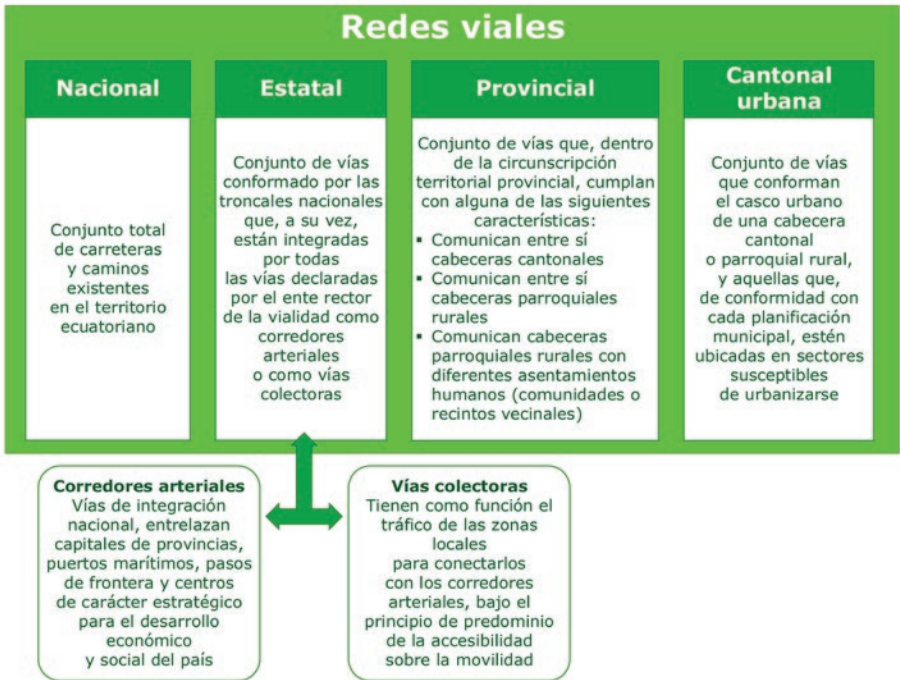 Redes viales
Nacional
Conjunto total
de carreteras
y caminos
existentes
en el territorio
ecuatoriano
Estatal
Conjunto de vías
conformado por las
troncales nacionales
que, a su vez,
están integradas
por todas
las vías declaradas
por el ente rector
de la vialidad como
corredores
arteriales
o como vías
colectoras
Provincial
Conjunto de vías que, dentro
de la circunscripción
territorial provincial, cumplan
con alguna de las siguientes
características:
▪ Comunican entre sí
cabeceras cantonales
▪ Comunican entre sí
cabeceras parroquiales
rurales
▪ Comunican cabeceras
parroquiales rurales con
diferentes asentamientos
humanos (comunidades o
recintos vecinales)
Cantonal
urbana
Conjunto de vías
que conforman
el casco urbano
de una cabecera
cantonal
o parroquial rural,
y aquellas que,
de conformidad con
cada planificación
municipal, estén
ubicadas en sectores
susceptibles
de urbanizarse
Corredores arteriales
Vías de integración
nacional, entrelazan
capitales de provincias,
puertos marítimos, pasos
de frontera y centros
de carácter estratégico
para el desarrollo
económico
y social del país
Vías colectoras
Tienen como función el
tráfico de las zonas
locales
para conectarlos
con los corredores
arteriales, bajo el
principio de predominio
de la accesibilidad
sobre la movilidad